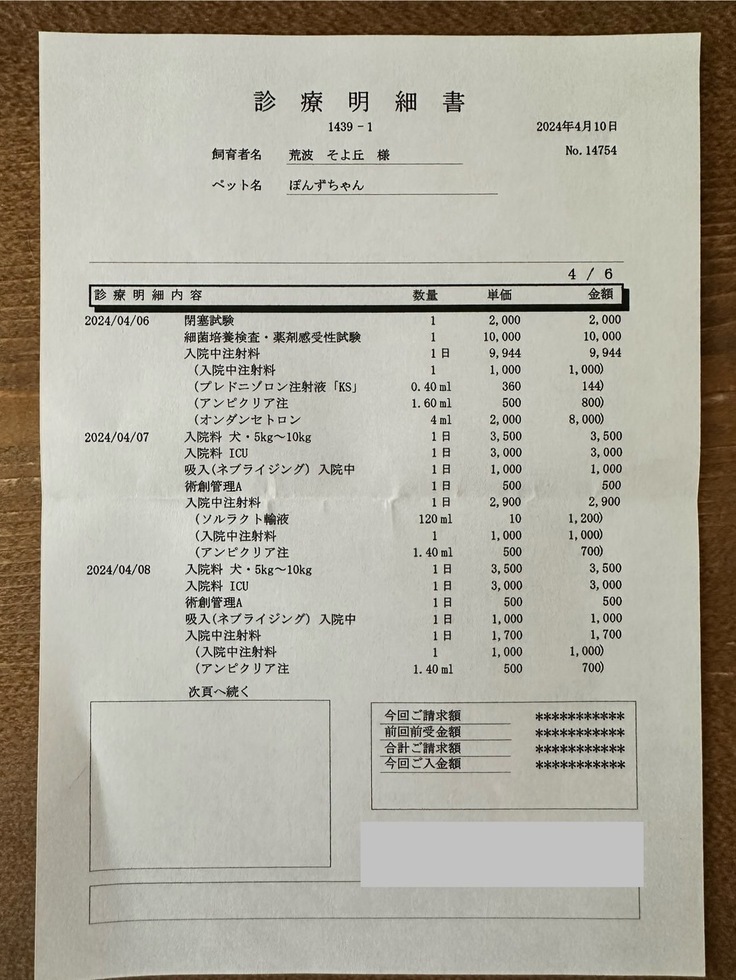 診療明細書
1439-1 2024年4月10日
飼育者名 荒波 そよ丘 様 No.14754
ペット名 ぽんずちゃん
4 / 6
診療明細内容 数量 単価 金額
2024/04/06 閉塞試験 1 2,000 2,000
細菌培養検査・薬剤感受性試験 1 10,000 10,000
入院中注射料 1日 9,944 9,944
(入院中注射料 1 1,000 1,000)
(プレドニゾロン注射液「KS」 0.40ml 360 144)
(アンピクリア注 1.60ml 500 800)
(オンダンセトロン 4ml 2,000 8,000)
2024/04/07 入院料 犬・5kg～10kg 1日 3,500 3,500
入院料 ICU 1日 3,000 3,000
吸入(ネブライジング) 入院中 1日 1,000 1,000
術創管理A 1日 500 500
入院中注射料 1日 2,900 2,900
(ソルラクト輸液 120ml 10 1,200)
(入院中注射料 1 1,000 1,000)
(アンピクリア注 1.40ml 500 700)
2024/04/08 入院料 犬・5kg～10kg 1日 3,500 3,500
入院料 ICU 1日 3,000 3,000
術創管理A 1日 500 500
吸入(ネブライジング) 入院中 1日 1,000 1,000
入院中注射料 1日 1,700 1,700
(入院中注射料 1 1,000 1,000)
(アンピクリア注 1.40ml 500 700)
次頁へ続く
今回ご請求額 ***********
前回前受金額 ***********
合計ご請求額 ***********
今回ご入金額 ***********